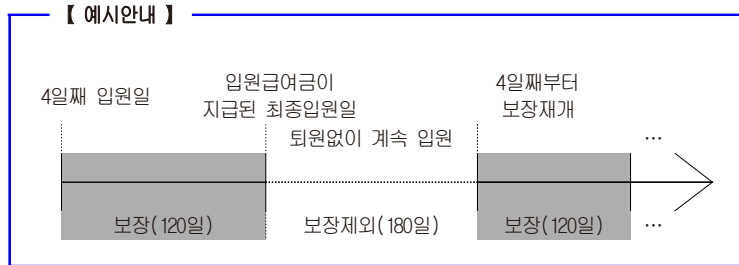 【 예시안내 】
4일째 입원일
입원급여금이
지급된 최종입원일
4일째부터
보장재개
퇴원없이 계속 입원
…
보장(120일)
보장제외(180일)
보장(120일)
…